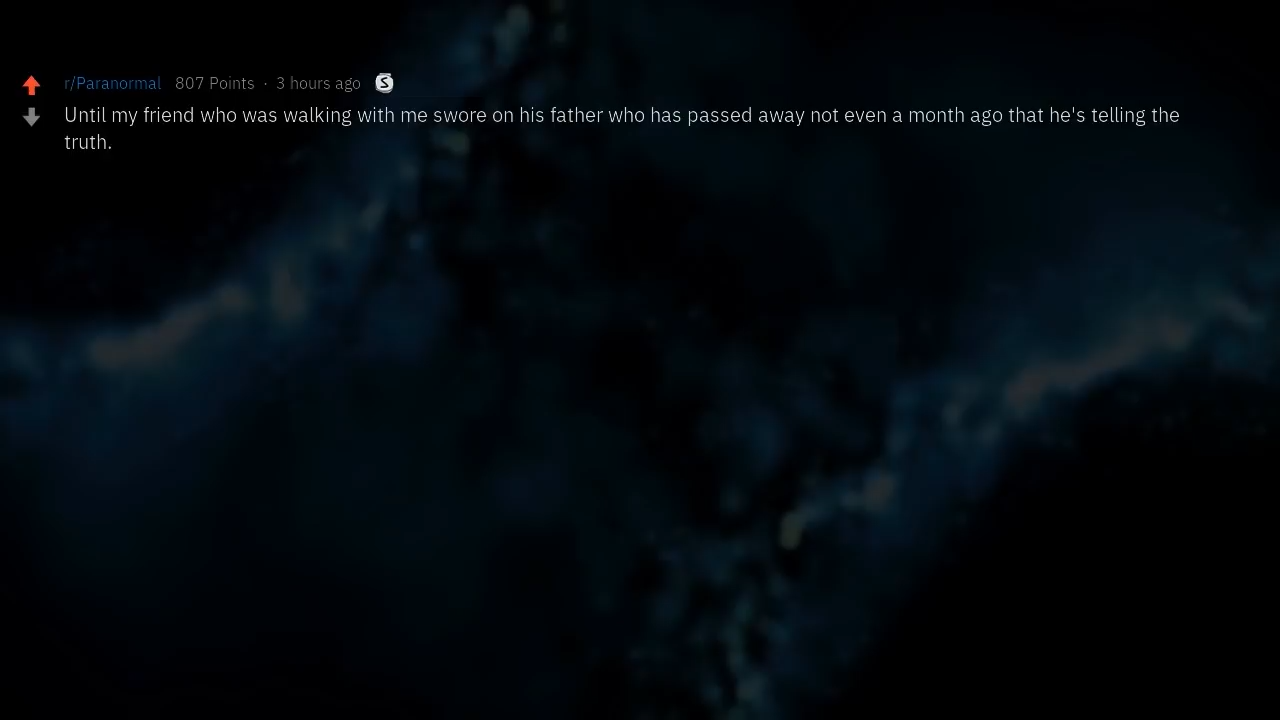 r/Paranormal 807 Points · 3 hours ago S
Until my friend who was walking with me swore on his father who has passed away not even a month ago that he's telling the
truth.